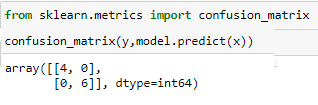 from sklearn.metrics import confusion_matrix
confusion_matrix(y,model.predict(x))
array([[4, 0],
       [0, 6]], dtype=int64)